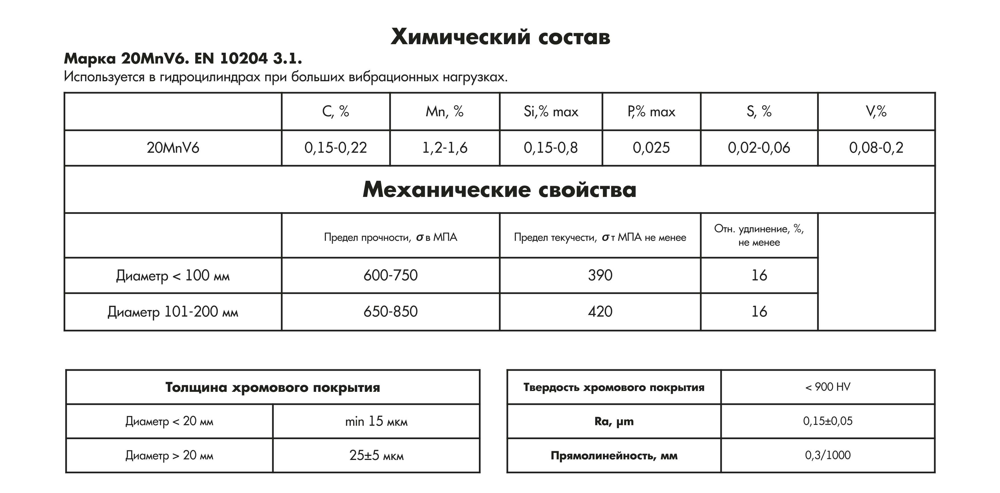 Химический состав
Марка 20MnV6. EN 10204 3.1.
Используется в гидроцилиндрах при больших вибрационных нагрузках.
C, % Mn, % Si,% max P,% max S, % V,%
20MnV6 0,15-0,22 1,2-1,6 0,15-0,8 0,025 0,02-0,06 0,08-0,2
Механические свойства
Предел прочности, σ в МПА Предел текучести, σ т МПА не менее Отн. удлинение, %,
не менее
Диаметр < 100 мм 600-750 390 16
Диаметр 101-200 мм 650-850 420 16
Толщина хромового покрытия
Диаметр < 20 мм min 15 мкм
Диаметр > 20 мм 25±5 мкм
Твердость хромового покрытия < 900 HV
Ra, µm 0,15±0,05
Прямолинейность, мм 0,3/1000